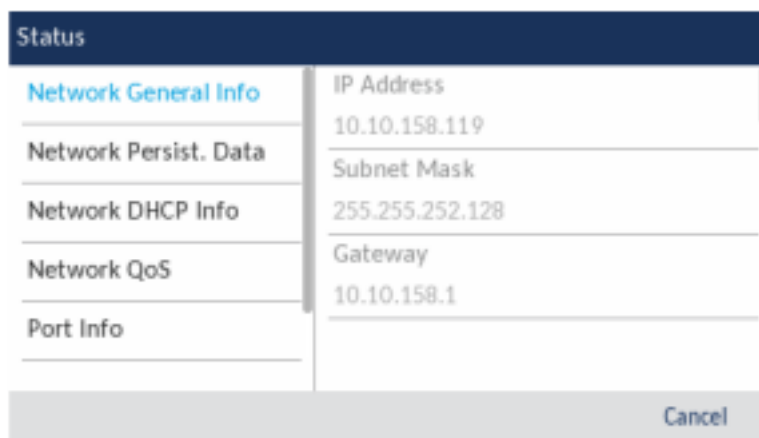 Status
Network General Info
Network Persist. Data
Network DHCP Info
Network QoS
Port Info
IP Address
10.10.158.119
Subnet Mask
255.255.252.128
Gateway
10.10.158.1
Cancel